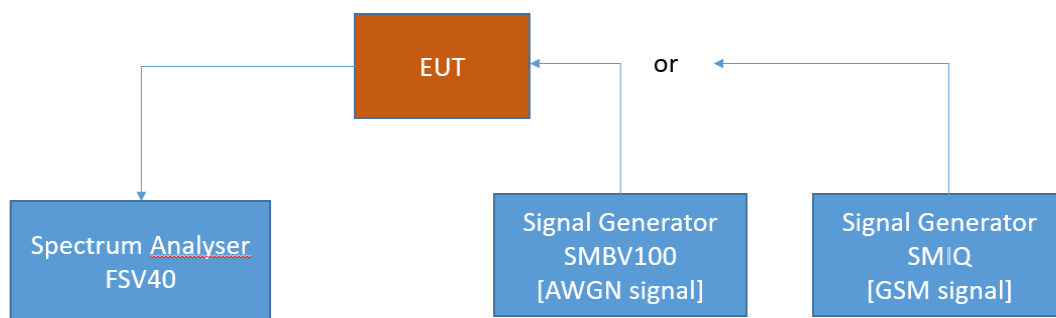 EUT
or
Spectrum Analyser
FSV40
Signal Generator
SMBV100
[AWGN signal]
Signal Generator
SMIQ
[GSM signal]